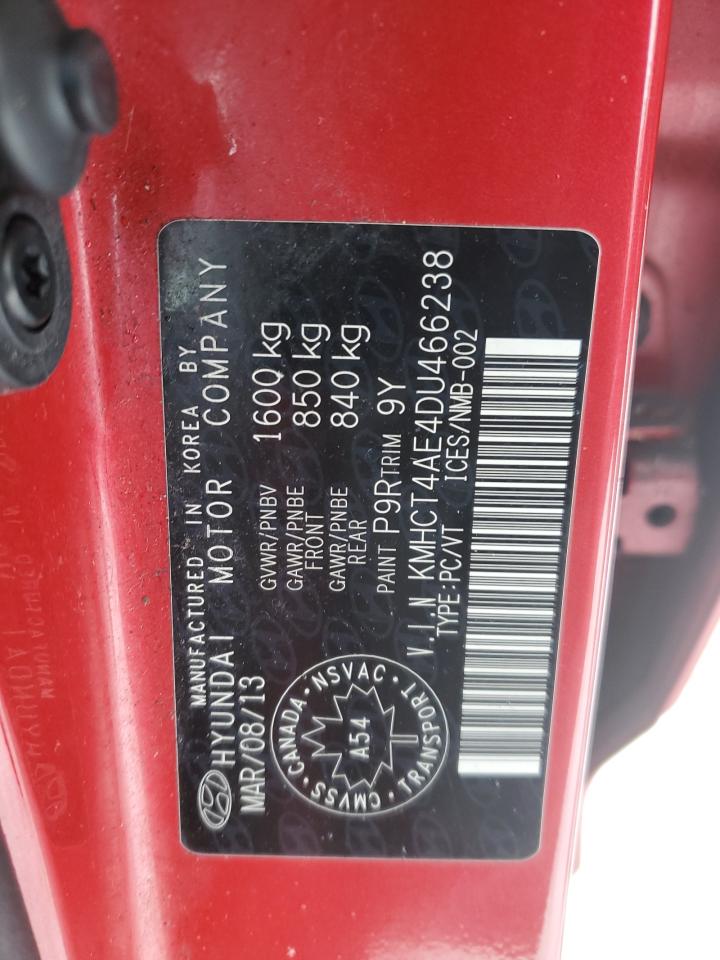 MANUFACTURED IN KOREA BY
HYUNDAI MOTOR COMPANY
MAR/08/13
GVWR/PNBV 1600 kg
GAWR/PNBE FRONT 850 kg
GAWR/PNBE REAR 840 kg
PAINT P9R TRIM 9Y
V.I.N KMHCT4AE4DU466238
TYPE:PC/VT ICES/NMB-002
CANADA · NSVAC · TRANSPORT · CMVSS
A54